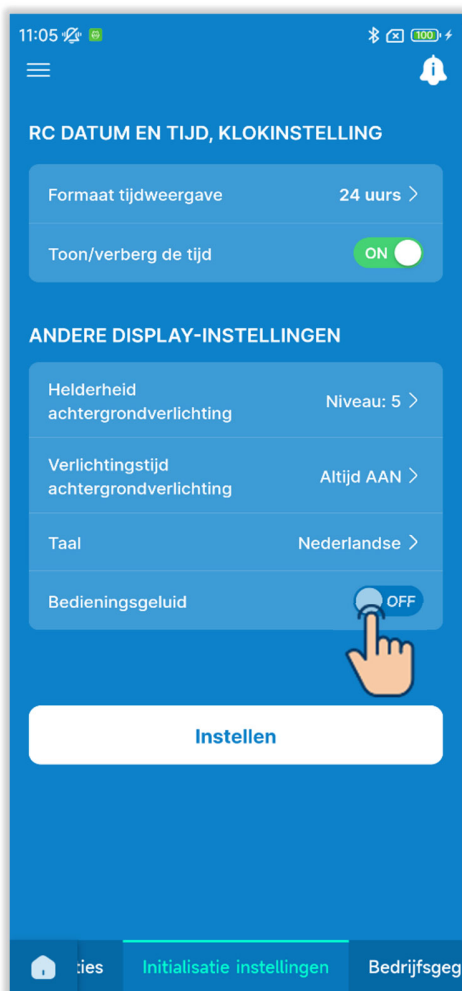 11:05
100
RC DATUM EN TIJD, KLOKINSTELLING
Formaat tijdweergave 24 uurs >
Toon/verberg de tijd ON
ANDERE DISPLAY-INSTELLINGEN
Helderheid
achtergrondverlichting Niveau: 5 >
Verlichtingstijd
achtergrondverlichting Altijd AAN >
Taal Nederlandse >
Bedieningsgeluid OFF
Instellen
ties Initialisatie instellingen Bedrijfsgeg